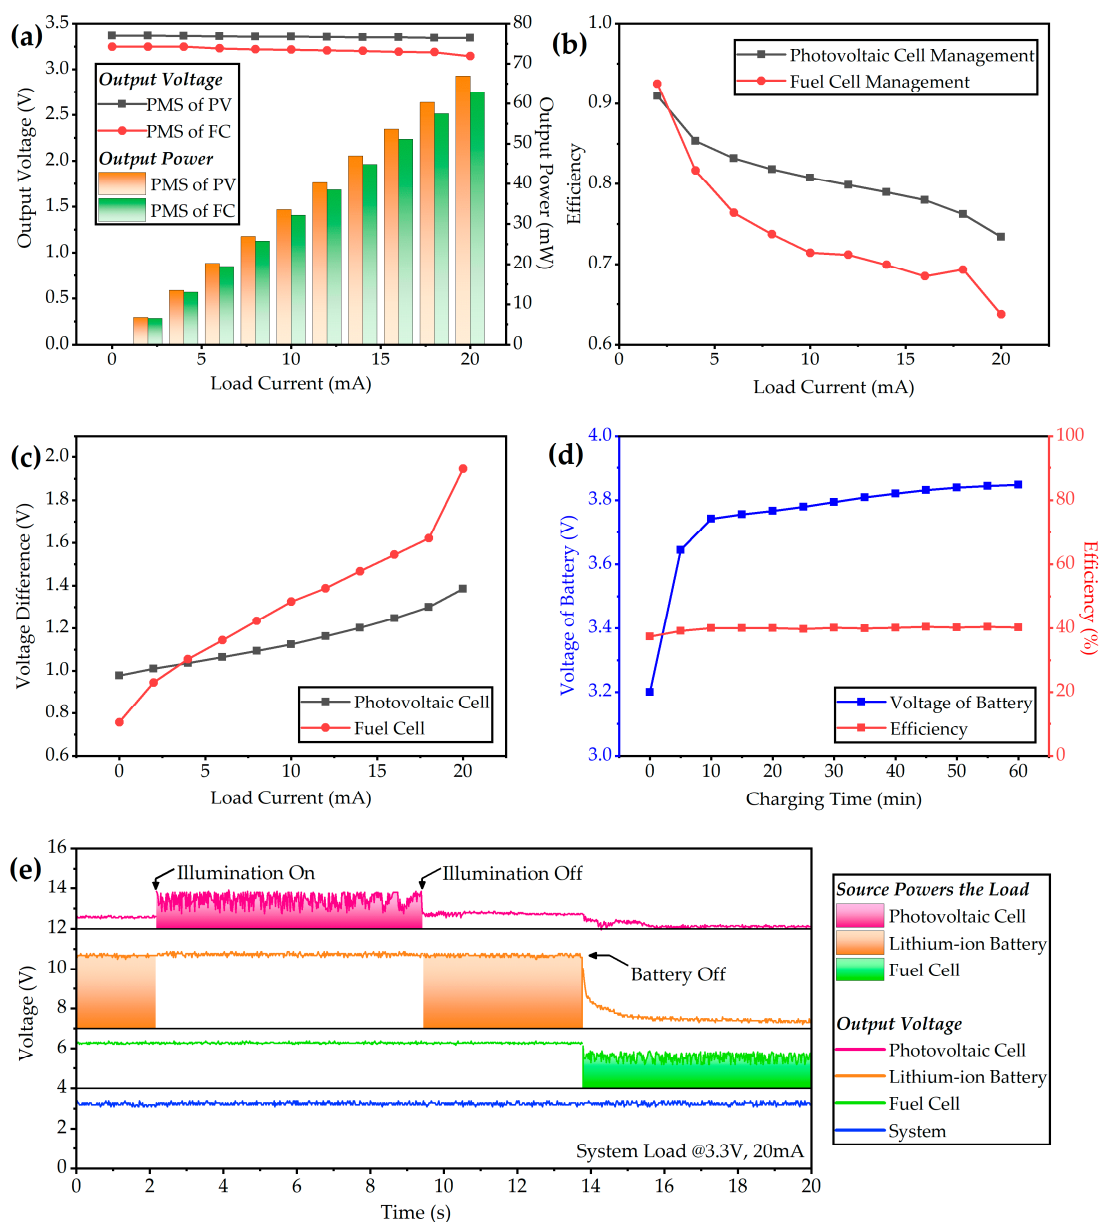 (a)
3.5
3.0
2.5
2.0
1.5
1.0
0.5
0.0
Output Voltage (V)
80
70
60
50
40
30
20
10
0
Output Power (mW)
Output Voltage
PMS of PV
PMS of FC
Output Power
PMS of PV
PMS of FC
0 5 10 15 20
Load Current (mA)
(b)
1.0
0.9
0.8
0.7
0.6
Efficiency
Photovoltaic Cell Management
Fuel Cell Management
0 5 10 15 20
Load Current (mA)
(c)
2.0
1.8
1.6
1.4
1.2
1.0
0.8
0.6
Voltage Difference (V)
Photovoltaic Cell
Fuel Cell
0 5 10 15 20
Load Current (mA)
(d)
4.0
3.8
3.6
3.4
3.2
3.0
Voltage of Battery (V)
100
80
60
40
20
0
Efficiency (%)
Voltage of Battery
Efficiency
0 10 20 30 40 50 60
Charging Time (min)
(e)
16
14
12
10
8
6
4
2
0
Voltage (V)
Illumination On
Illumination Off
Battery Off
System Load @3.3V, 20mA
0 2 4 6 8 10 12 14 16 18 20
Time (s)
Source Powers the Load
Photovoltaic Cell
Lithium-ion Battery
Fuel Cell
Output Voltage
Photovoltaic Cell
Lithium-ion Battery
Fuel Cell
System